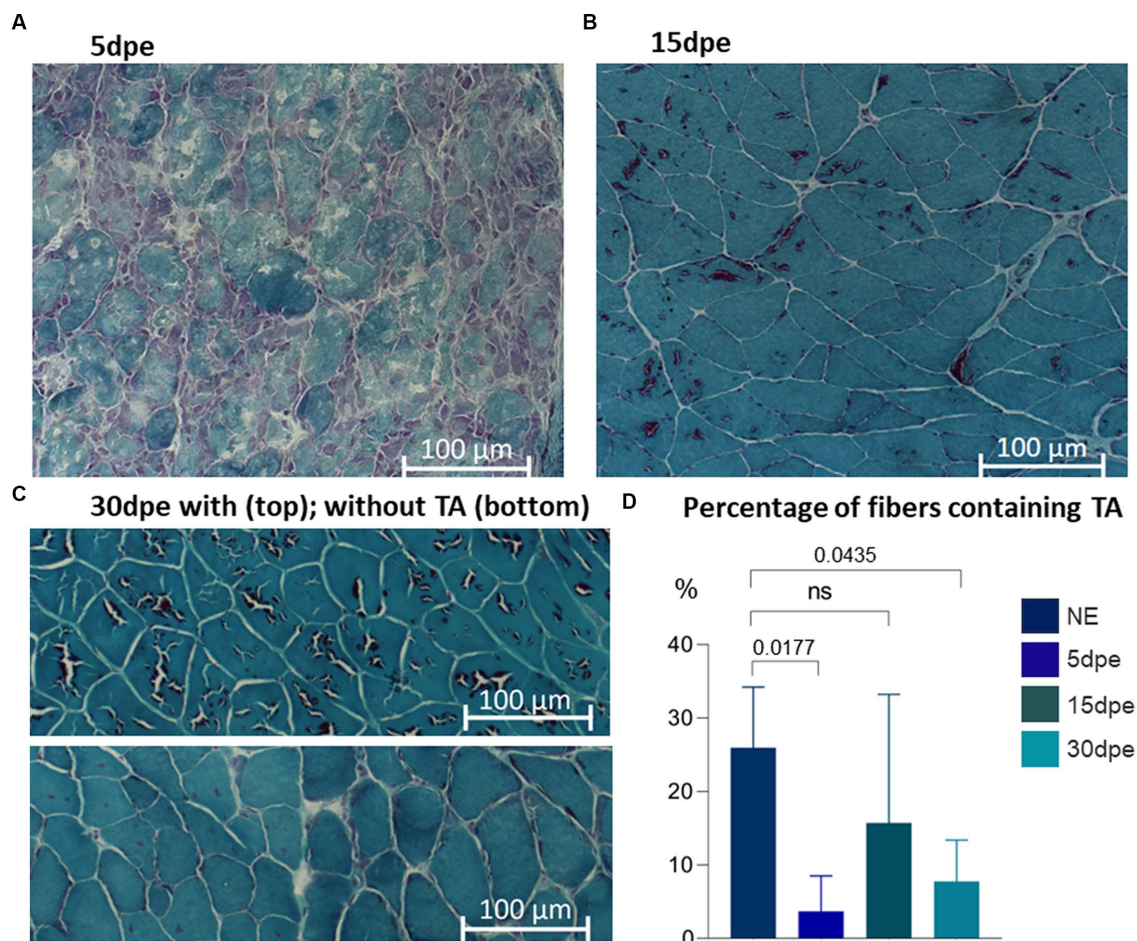 A
5dpe
100 µm
B
15dpe
100 µm
C
30dpe with (top); without TA (bottom)
100 µm
100 µm
D
Percentage of fibers containing TA
%
0.0435
ns
0.0177
40
30
20
10
0
NE
5dpe
15dpe
30dpe